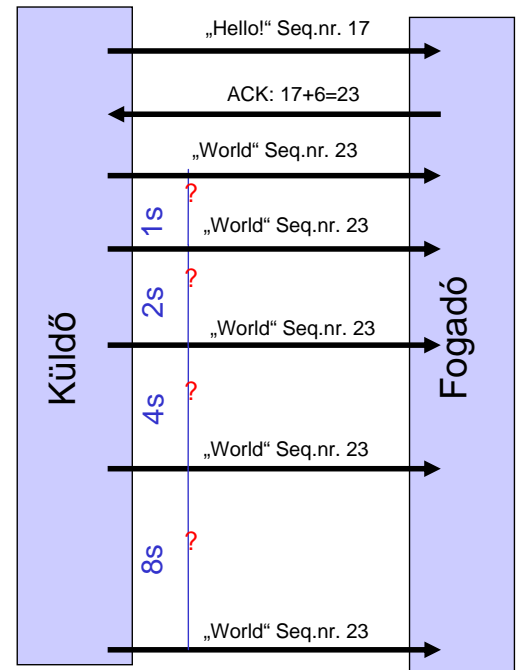 „Hello!“ Seq.nr. 17
ACK: 17+6=23
„World“ Seq.nr. 23
?
1s
„World“ Seq.nr. 23
?
2s
„World“ Seq.nr. 23
Küldő
Fogadó
?
4s
„World“ Seq.nr. 23
?
8s
„World“ Seq.nr. 23